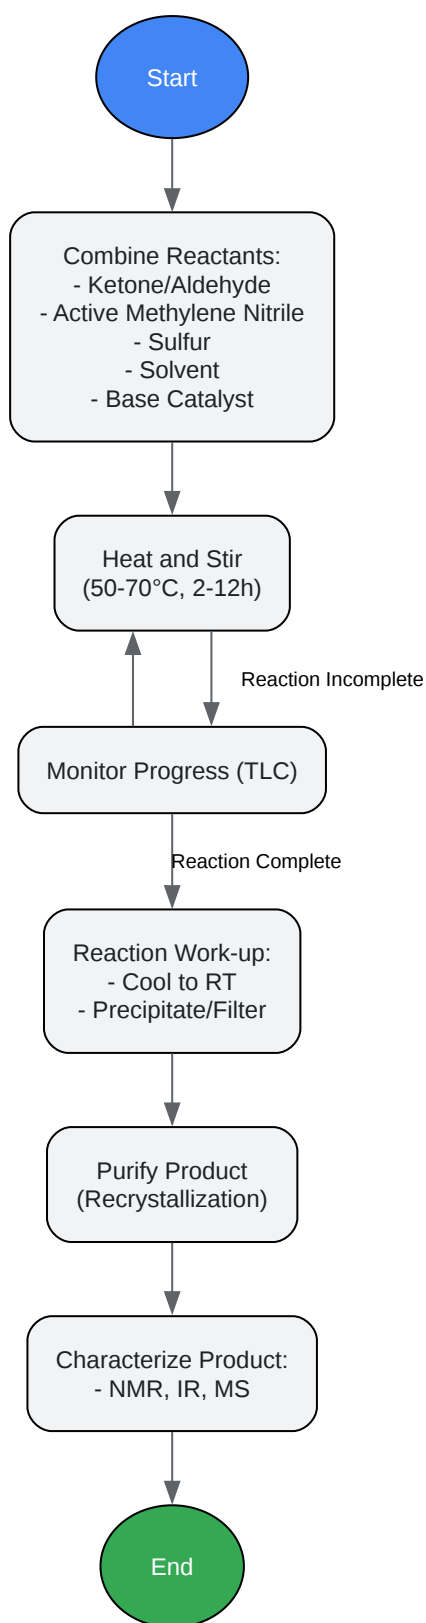 Start
Combine Reactants:
- Ketone/Aldehyde
- Active Methylene Nitrile
- Sulfur
- Solvent
- Base Catalyst
Heat and Stir
(50-70°C, 2-12h)
Reaction Incomplete
Monitor Progress (TLC)
Reaction Complete
Reaction Work-up:
- Cool to RT
- Precipitate/Filter
Purify Product
(Recrystallization)
Characterize Product:
- NMR, IR, MS
End